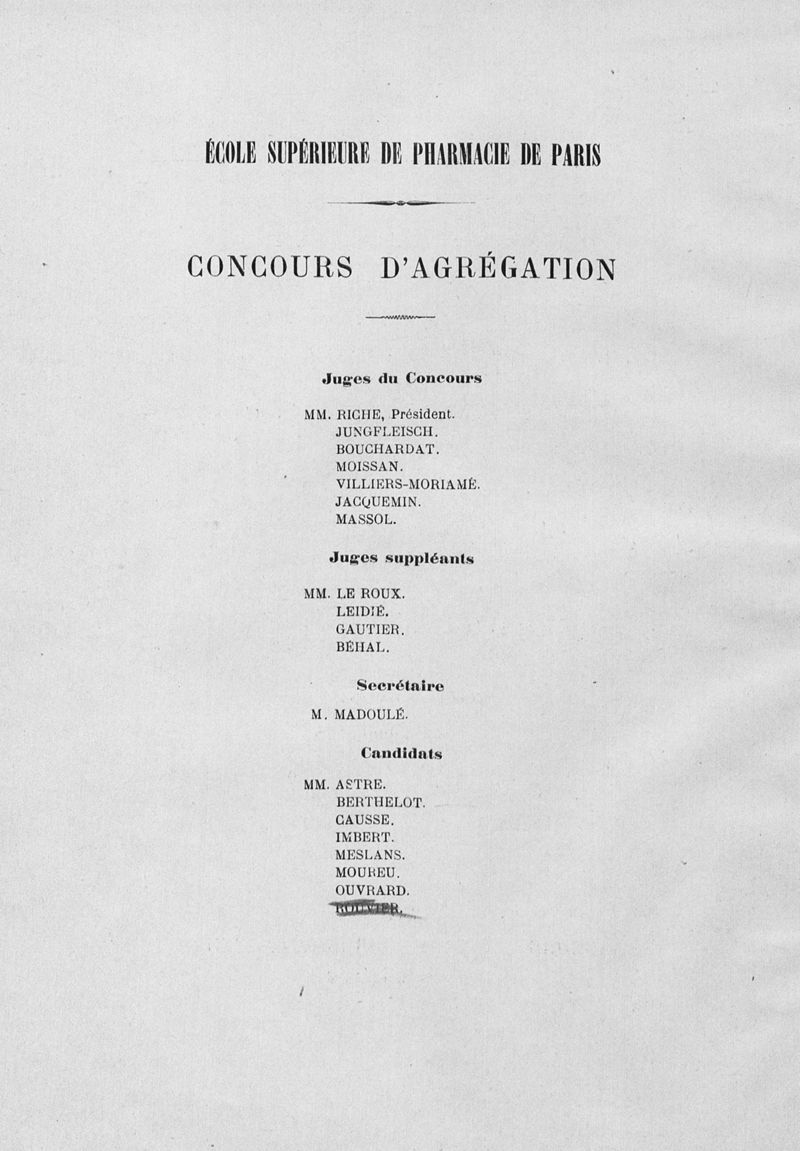 ÉCOLE SUPÉRIEURE DE PHARMACIE DE PARIS
CONCOURS D'AGRÉGATION
Juges du Concours
MM. RICHE, Président.
JUNGFLEISCH.
BOUCHARDAT.
MOISSAN.
VILLIERS-MORIAMÉ.
JACQUEMIN.
MASSOL.
Juges suppléants
MM. LE ROUX.
LEIDIÉ.
GAUTIER.
BÉHAL.
Secrétaire
M. MADOULÉ.
Candidats
MM. ASTRE.
BERTHELOT.
CAUSSE.
IMBERT.
MESLANS.
MOUREU.
OUVRARD.
ROUVIER.